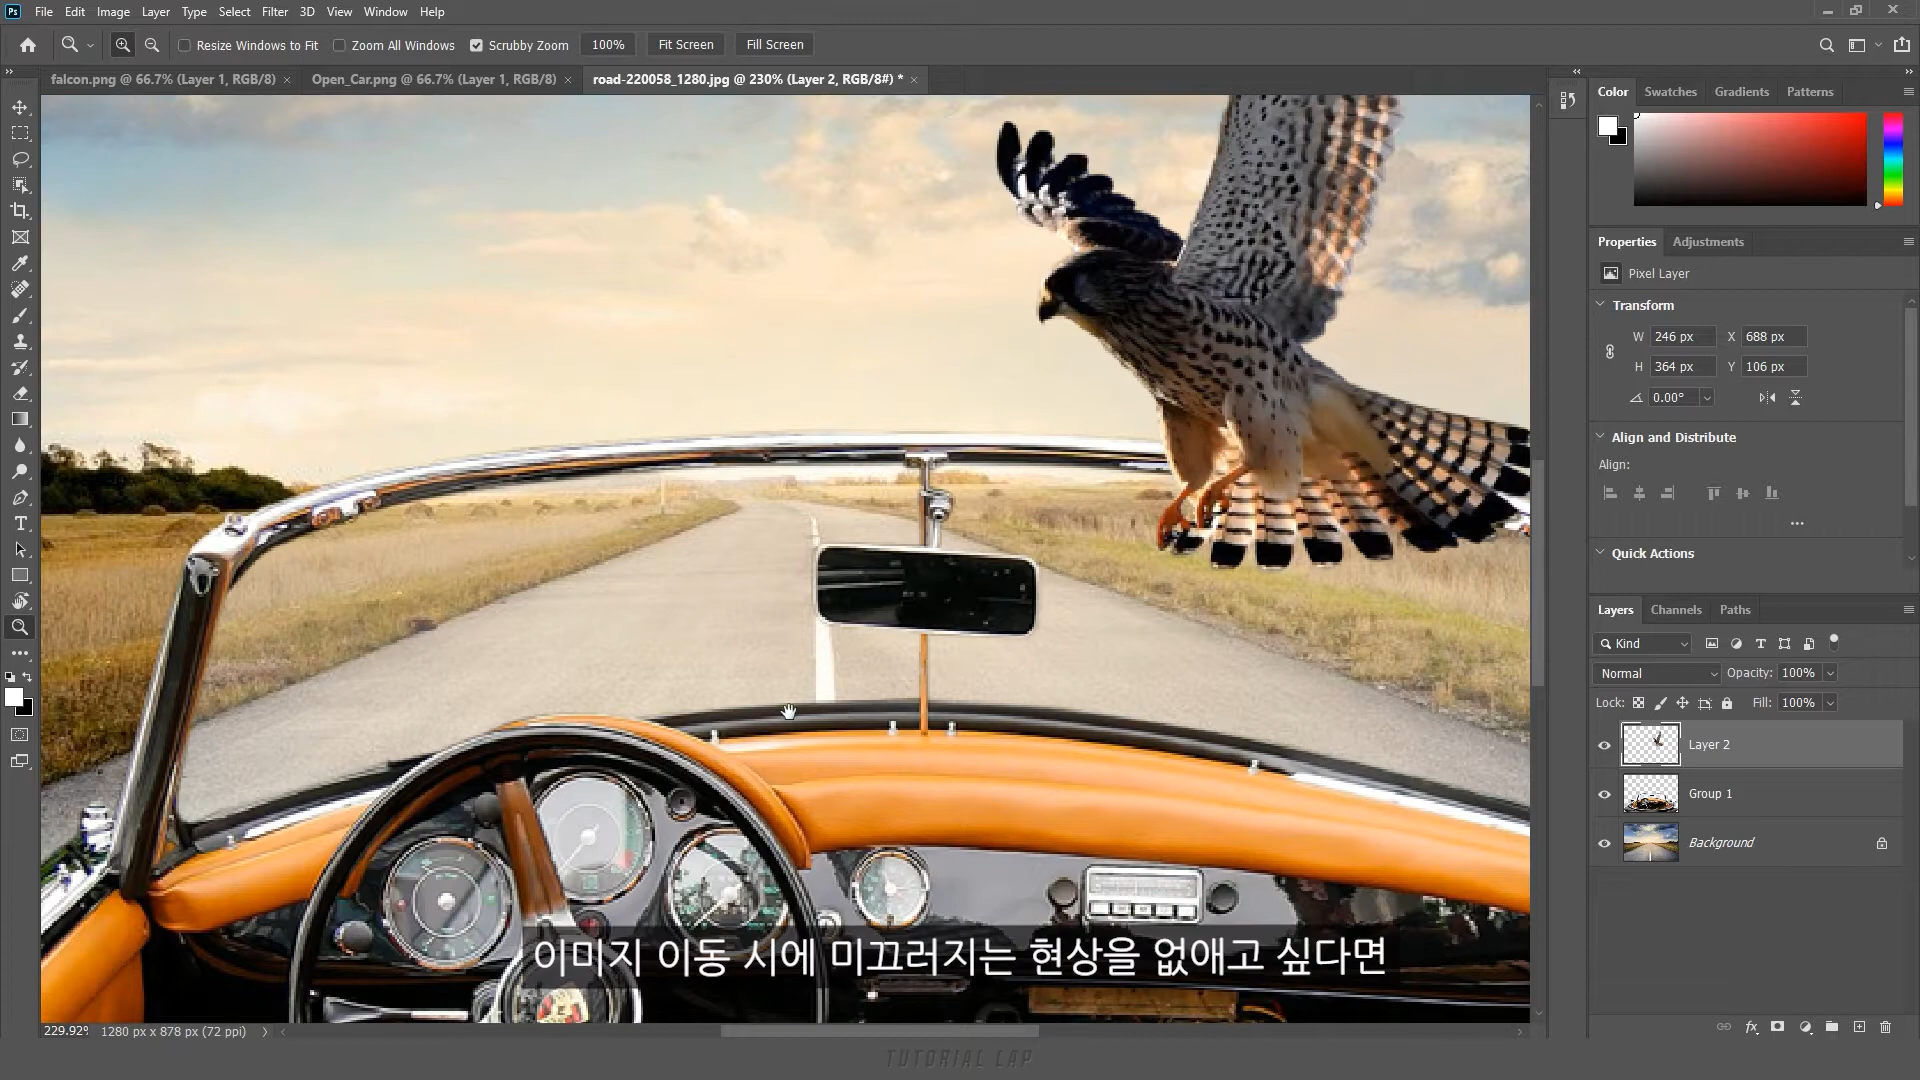 Ps File Edit Image Layer Type Select Filter 3D View Window Help
Resize Windows to Fit Zoom All Windows Scrubby Zoom 100% Fit Screen Fill Screen
falcon.png @ 66.7% (Layer 1, RGB/8) × Open_Car.png @ 66.7% (Layer 1, RGB/8) × road-220058_1280.jpg @ 230% (Layer 2, RGB/8#) * ×
Color Swatches Gradients Patterns
Properties Adjustments
Pixel Layer
Transform
W 246 px X 688 px
H 364 px Y 106 px
0.00°
Align and Distribute
Align:
Quick Actions
Layers Channels Paths
Kind
Normal Opacity: 100%
Lock: Fill: 100%
Layer 2
Group 1
Background
이미지 이동 시에 미끄러지는 현상을 없애고 싶다면
229.92% 1280 px x 878 px (72 ppi)
TUTORIAL LAP